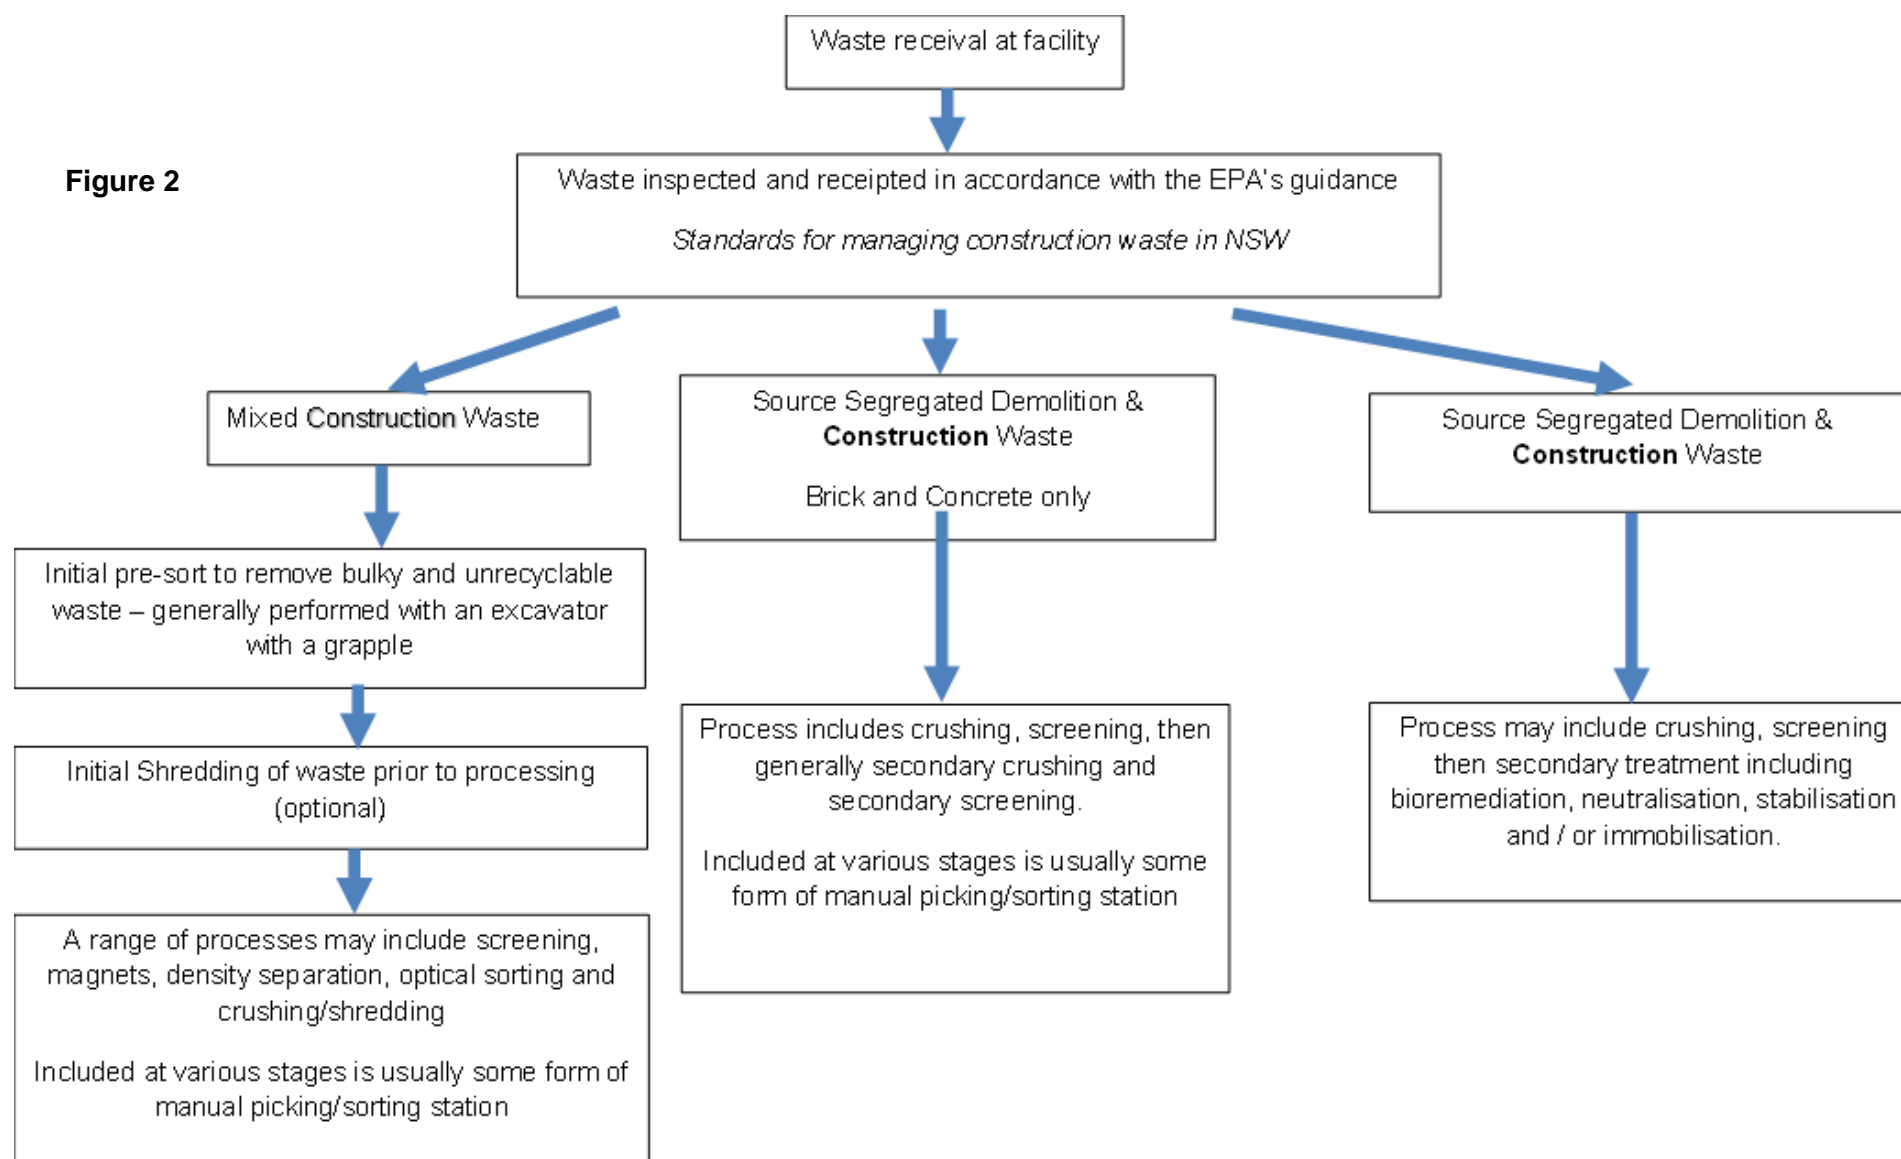 Waste receival at facility
Figure 2
Waste inspected and receipted in accordance with the EPA's guidance
Standards for managing construction waste in NSW
Mixed Construction Waste
Initial pre-sort to remove bulky and unrecyclable
waste – generally performed with an excavator
with a grapple
Initial Shredding of waste prior to processing
(optional)
A range of processes may include screening,
magnets, density separation, optical sorting and
crushing/shredding
Included at various stages is usually some form of
manual picking/sorting station
Source Segregated Demolition &
Construction Waste
Brick and Concrete only
Process includes crushing, screening, then
generally secondary crushing and
secondary screening.
Included at various stages is usually some
form of manual picking/sorting station
Source Segregated Demolition &
Construction Waste
Process may include crushing, screening
then secondary treatment including
bioremediation, neutralisation, stabilisation
and / or immobilisation.